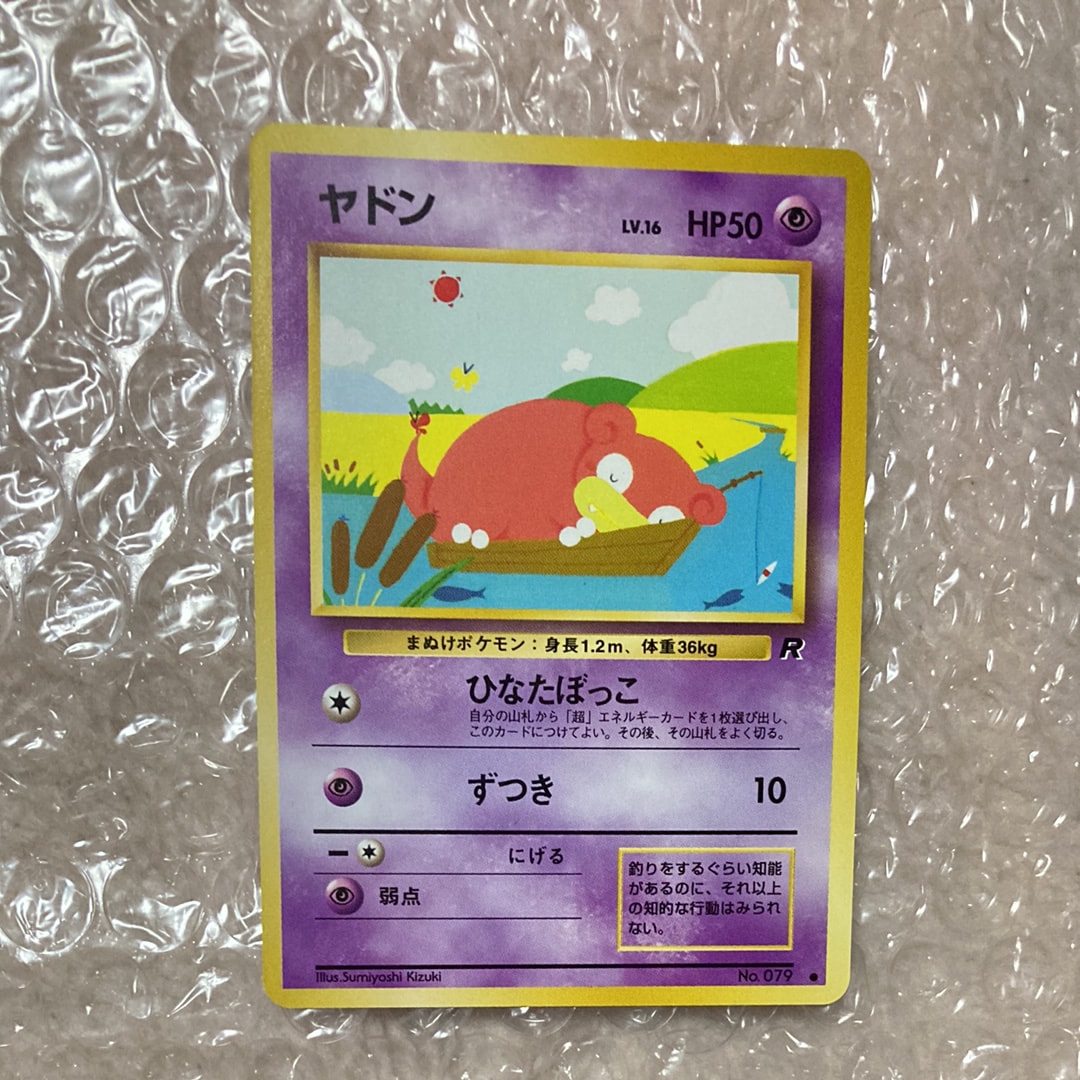 ヤドン
LV.16 HP50
まぬけポケモン：身長1.2m、体重36kg
R
ひなたぼっこ
自分の山札から「超」エネルギーカードを1枚選び出し、
このカードにつけてよい。その後、その山札をよく切る。
ずつき 10
にげる
弱点
釣りをするぐらい知能
があるのに、それ以上
の知的な行動はみられ
ない。
Illus.Sumiyoshi Kizuki
No. 079 ●